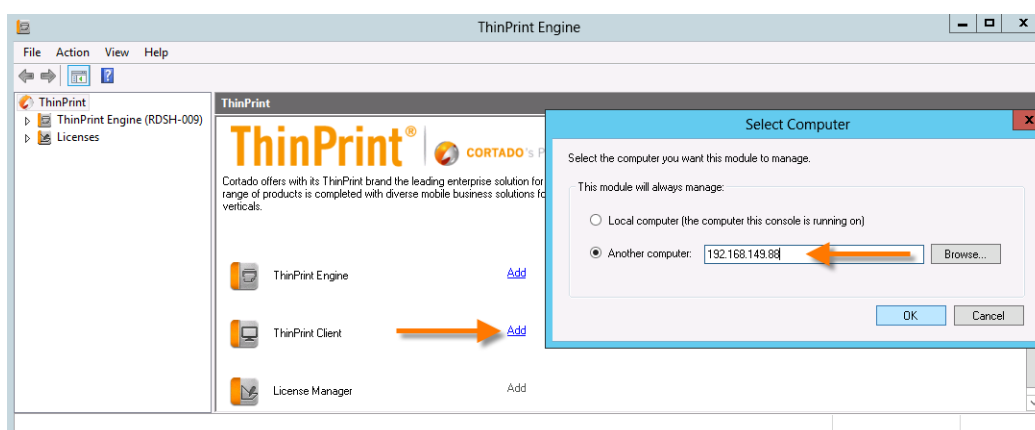 ThinPrint Engine
File Action View Help
ThinPrint
ThinPrint Engine (RDSH-009)
Licenses
ThinPrint
ThinPrint® CORTADO's P
Cortado offers with its ThinPrint brand the leading enterprise solution for
range of products is completed with diverse mobile business solutions fo
verticals.
ThinPrint Engine Add
ThinPrint Client Add
License Manager Add
Select Computer
Select the computer you want this module to manage.
This module will always manage:
Local computer (the computer this console is running on)
Another computer: 192.168.149.88 Browse...
OK Cancel